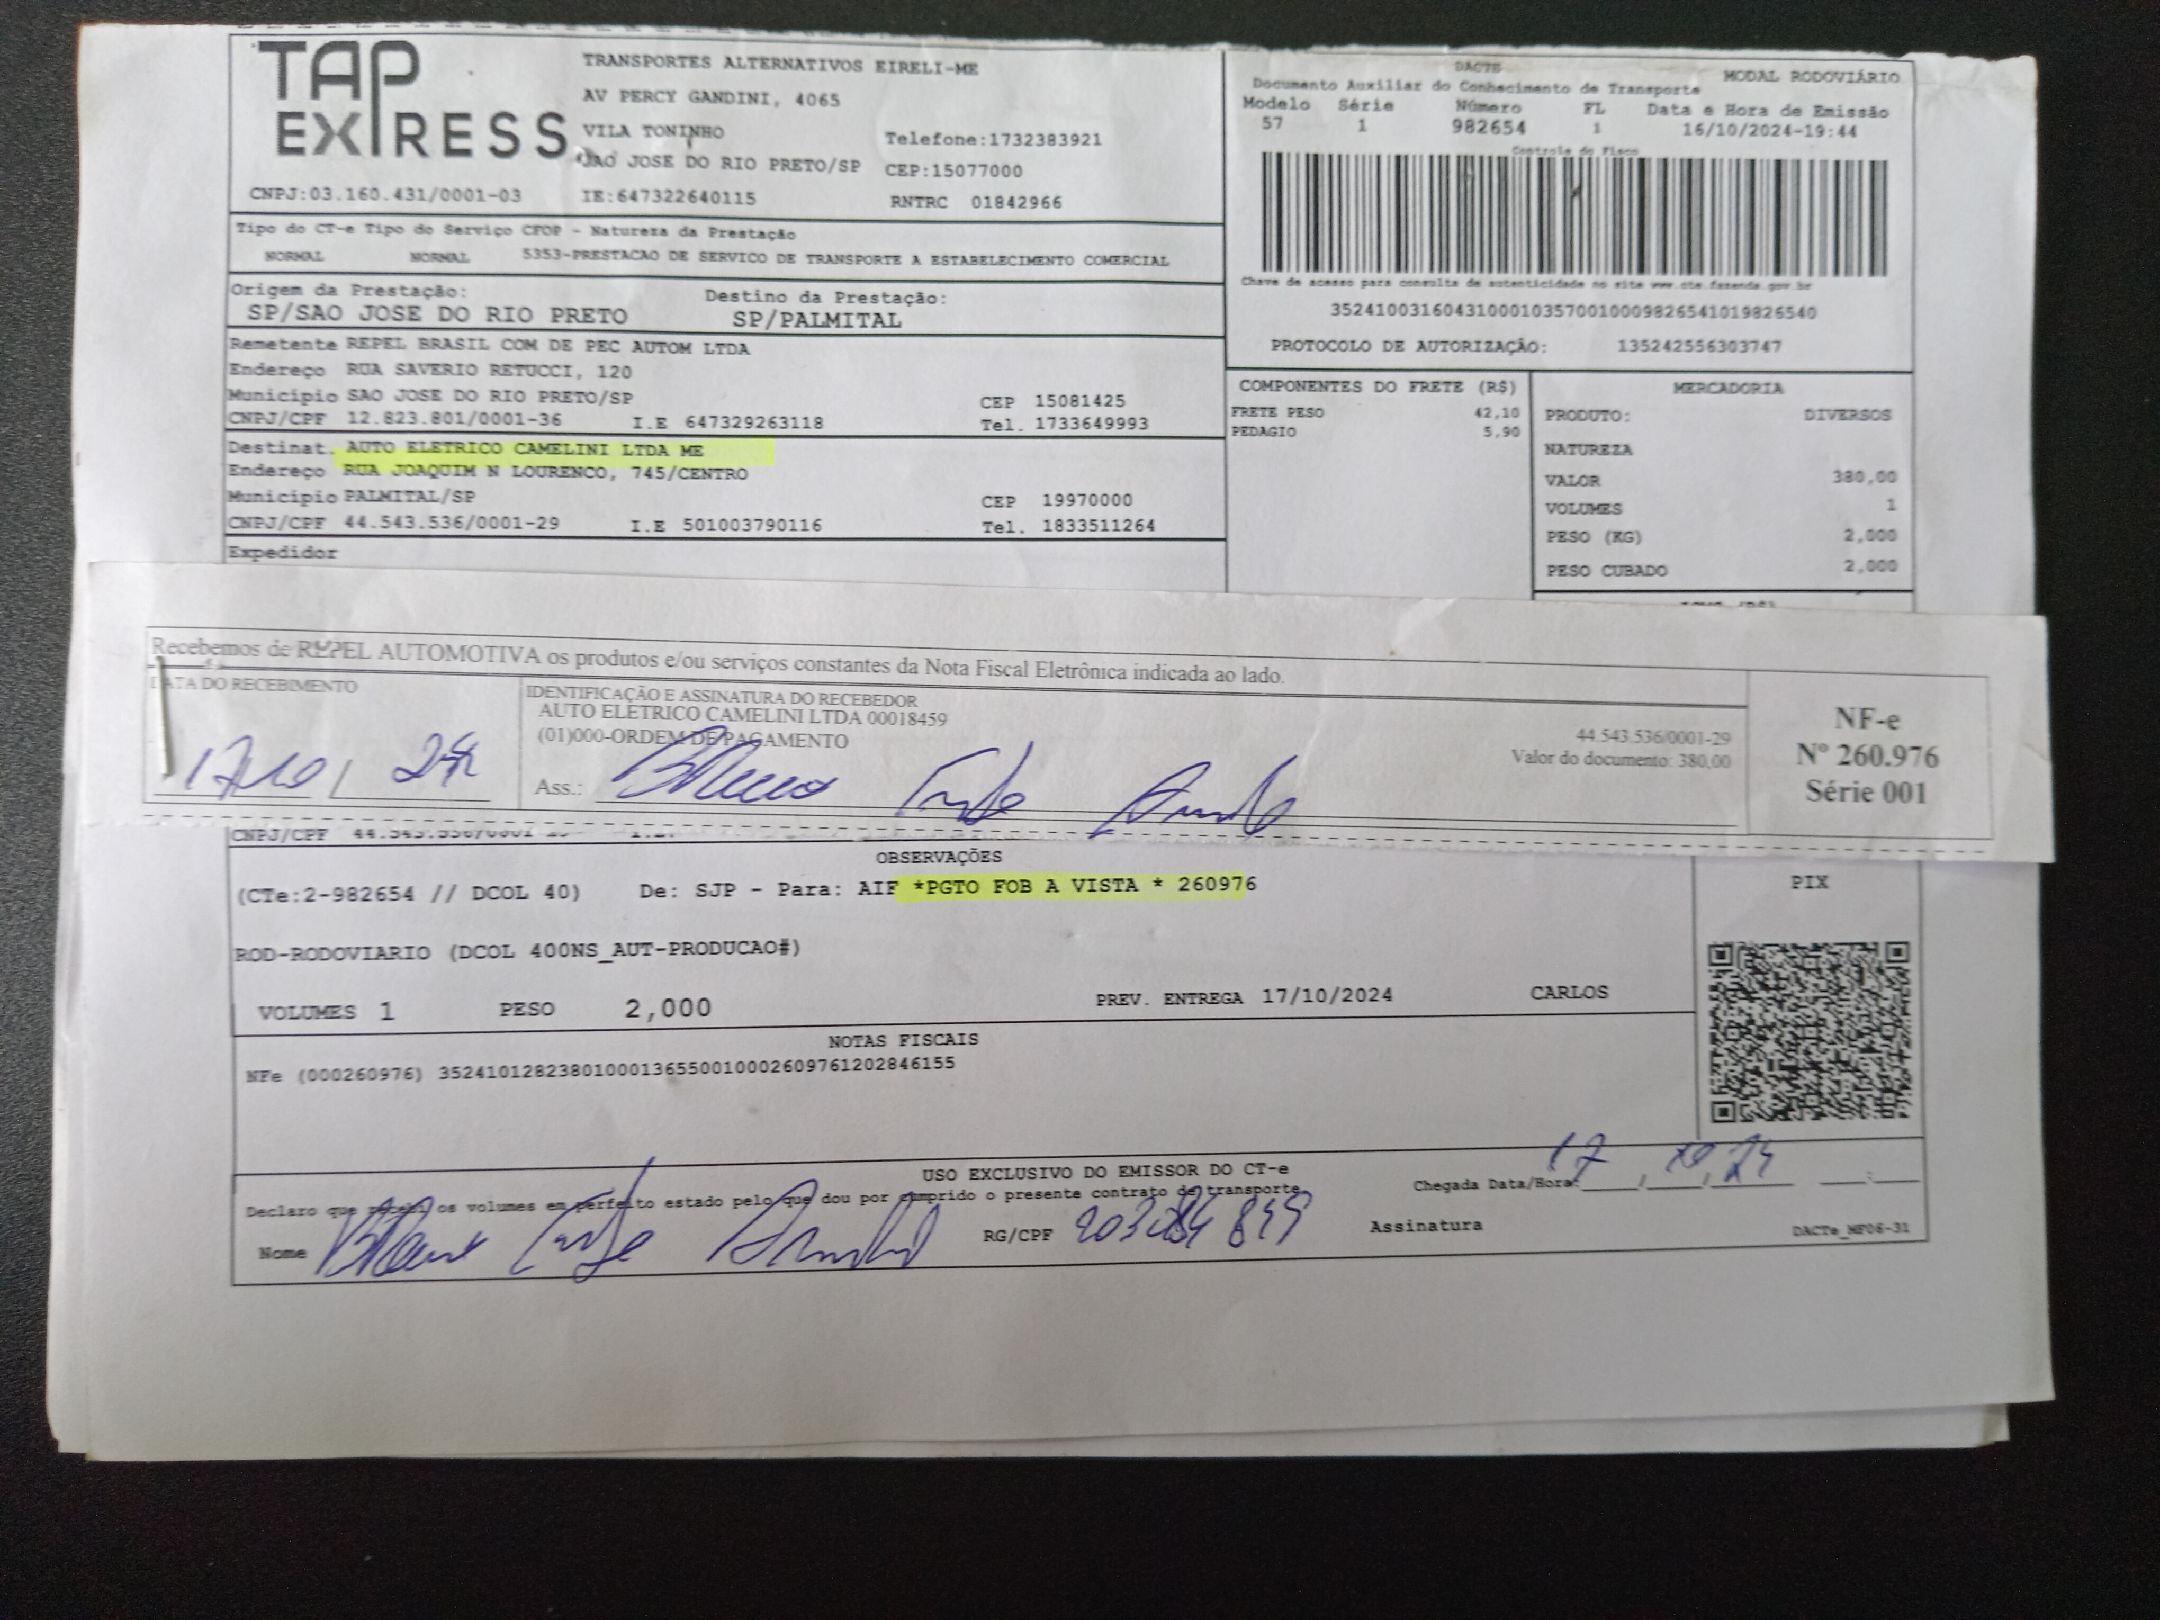 TAP EXPRESS
TRANSPORTES ALTERNATIVOS EIRELI-ME
AV PERCY GANDINI, 4065
VILA TONINHO Telefone:1732383921
SAO JOSE DO RIO PRETO/SP CEP:15077000
CNPJ:03.160.431/0001-03 IE:647322640115 RNTRC 01842966
DACTE MODAL RODOVIÁRIO
Documento Auxiliar do Conhecimento de Transporte
Modelo Série Número FL Data e Hora de Emissão
57 1 982654 1 16/10/2024-19:44
Controle do Fisco
Chave de acesso para consulta de autenticidade no site www.cte.fazenda.gov.br
35241003160431000103570010009826541019826540
PROTOCOLO DE AUTORIZAÇÃO: 135242556303747
Tipo do CT-e Tipo do Serviço CFOP - Natureza da Prestação
NORMAL NORMAL 5353-PRESTACAO DE SERVICO DE TRANSPORTE A ESTABELECIMENTO COMERCIAL
Origem da Prestação: Destino da Prestação:
SP/SAO JOSE DO RIO PRETO SP/PALMITAL
Remetente REPEL BRASIL COM DE PEC AUTOM LTDA
Endereço RUA SAVERIO RETUCCI, 120
Município SAO JOSE DO RIO PRETO/SP CEP 15081425
CNPJ/CPF 12.823.801/0001-36 I.E 647329263118 Tel. 1733649993
Destinat. AUTO ELETRICO CAMELINI LTDA ME
Endereço RUA JOAQUIM N LOURENCO, 745/CENTRO
Município PALMITAL/SP CEP 19970000
CNPJ/CPF 44.543.536/0001-29 I.E 501003790116 Tel. 1833511264
Expedidor
COMPONENTES DO FRETE (R$)
FRETE PESO 42,10
PEDAGIO 5,90
MERCADORIA
PRODUTO: DIVERSOS
NATUREZA
VALOR 380,00
VOLUMES 1
PESO (KG) 2,000
PESO CUBADO 2,000
Recebemos de REPEL AUTOMOTIVA os produtos e/ou serviços constantes da Nota Fiscal Eletrônica indicada ao lado.
DATA DO RECEBIMENTO
17/10/24
IDENTIFICAÇÃO E ASSINATURA DO RECEBEDOR
AUTO ELETRICO CAMELINI LTDA 00018459
(01)000-ORDEM DE PAGAMENTO
44.543.536/0001-29
Valor do documento: 380,00
Ass.:
NF-e
Nº 260.976
Série 001
CNPJ/CPF
OBSERVAÇÕES
(CTe:2-982654 // DCOL 40) De: SJP - Para: AIF *PGTO FOB A VISTA * 260976
ROD-RODOVIARIO (DCOL 400NS_AUT-PRODUCAO#)
VOLUMES 1 PESO 2,000 PREV. ENTREGA 17/10/2024 CARLOS
PIX
NOTAS FISCAIS
NFe (000260976) 35241012823801000136550010002609761202846155
USO EXCLUSIVO DO EMISSOR DO CT-e
Declaro que recebi os volumes em perfeito estado pelo que dou por cumprido o presente contrato de transporte
Chegada Data/Hora: 17 10 24
Nome RG/CPF Assinatura
DACTe_MF06-31